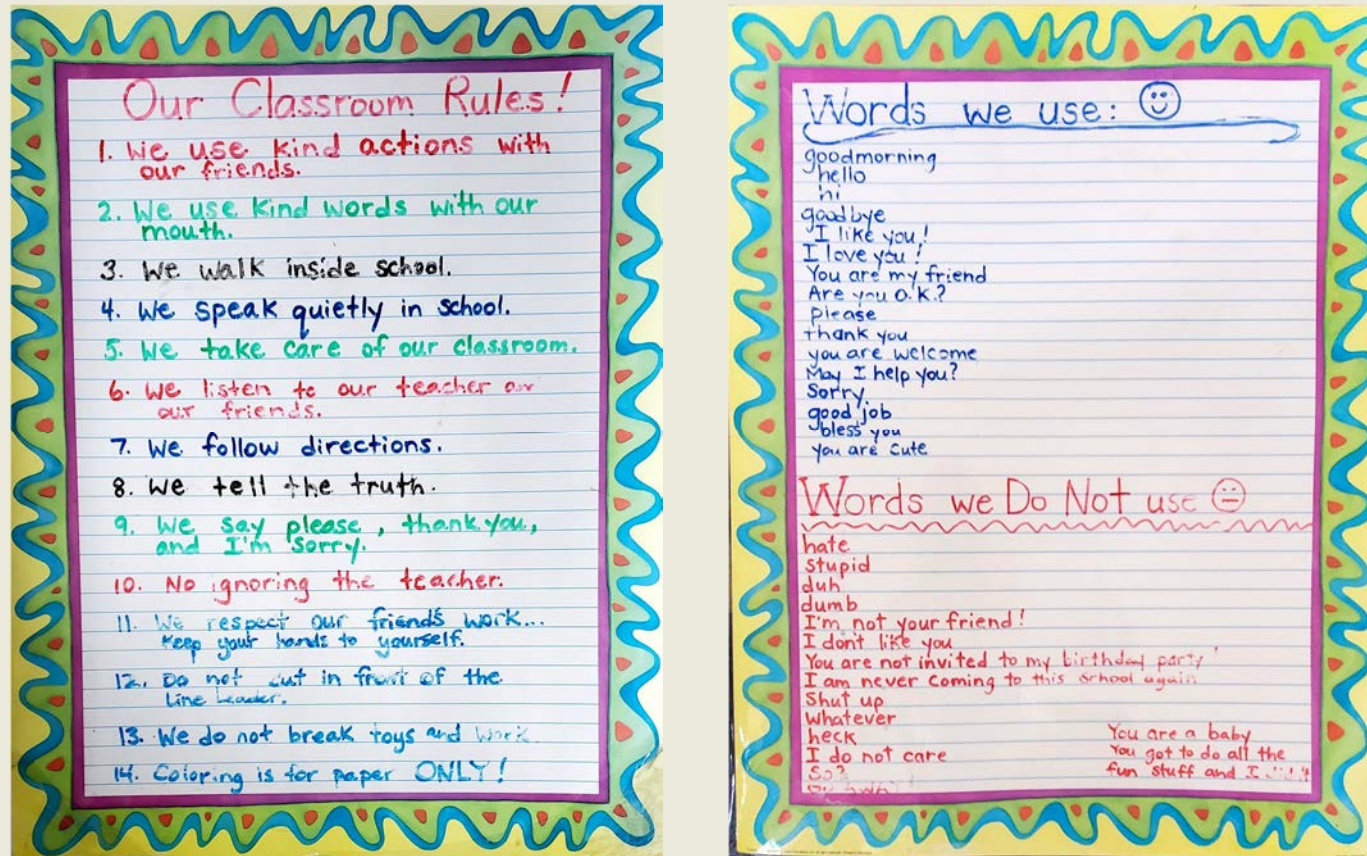 Our Classroom Rules!
1. We use kind actions with
our friends.
2. We use kind words with our
mouth.
3. We walk inside school.
4. We speak quietly in school.
5. We take care of our classroom.
6. We listen to our teacher
our friends.
7. We follow directions.
8. We tell the truth.
9. We say please, thank you,
and I'm sorry.
10. No ignoring the teacher.
11. We respect our friend's work...
Keep your hands to yourself.
12. Do not cut in front of the
Line Leader.
13. We do not break toys and work
14. Coloring is for paper ONLY!
Words we use:
goodmorning
hello
hi
goodbye
I like you!
I love you!
You are my friend
Are you O.K.?
please
thank you
you are welcome
May I help you?
Sorry.
good job
bless you
you are cute
Words we Do Not use
hate
stupid
duh
dumb
I'm not your friend!
I don't like you
You are not invited to my birthday party
I am never coming to this school again
Shut up
whatever
heck
I do not care
So?
You are a baby
You got to do all the
fun stuff and I